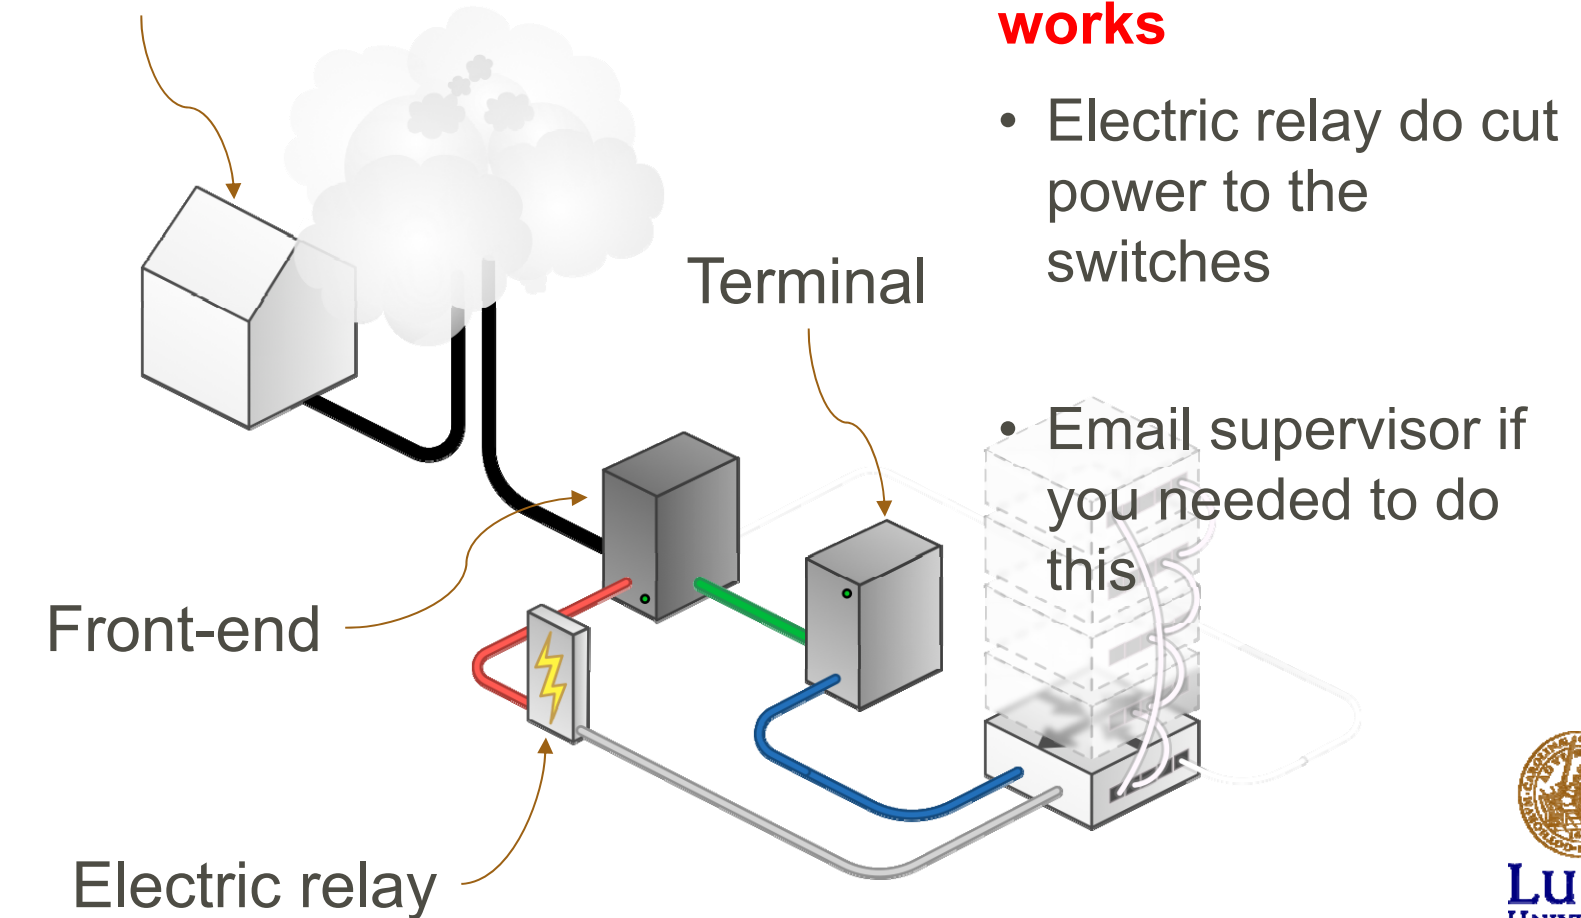 works
• Electric relay do cut
power to the
switches
Terminal
• Email supervisor if
you needed to do
this
Front-end
Electric relay
LU